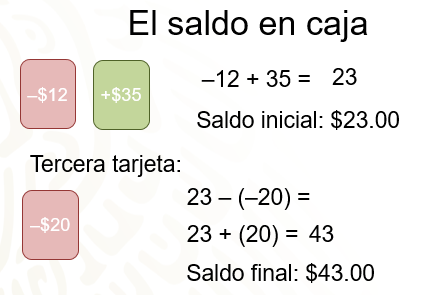 El saldo en caja
–$12 +$35 –12 + 35 = 23
Saldo inicial: $23.00
Tercera tarjeta:
–$20
23 – (–20) =
23 + (20) = 43
Saldo final: $43.00